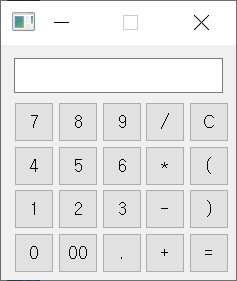 7 8 9 / C
4 5 6 * (
1 2 3 - )
0 00 . + =